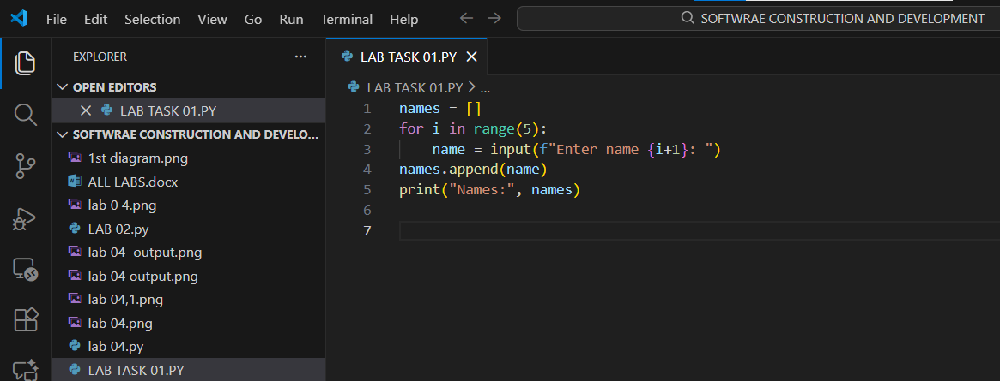 File Edit Selection View Go Run Terminal Help
SOFTWRAE CONSTRUCTION AND DEVELOPMENT
EXPLORER
OPEN EDITORS
LAB TASK 01.PY
SOFTWRAE CONSTRUCTION AND DEVELO...
1st diagram.png
ALL LABS.docx
lab 0 4.png
LAB 02.py
lab 04  output.png
lab 04 output.png
lab 04,1.png
lab 04.png
lab 04.py
LAB TASK 01.PY
LAB TASK 01.PY
LAB TASK 01.PY > ...
1 names = []
2 for i in range(5):
3     name = input(f"Enter name {i+1}: ")
4 names.append(name)
5 print("Names:", names)
6
7